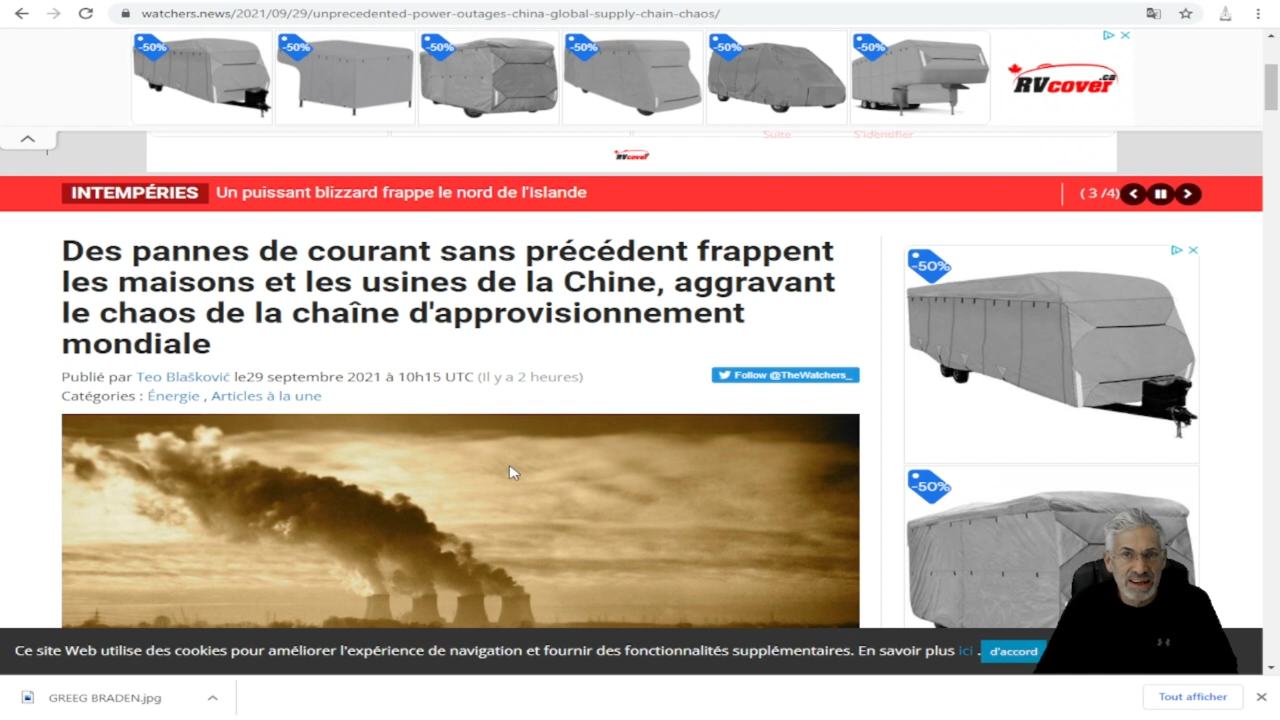 watchers.news/2021/09/29/unprecedented-power-outages-china-global-supply-chain-chaos/
-50% -50% -50% -50% -50% -50%
RVcover.ca
Suite S'identifier
RVcover
INTEMPÉRIES Un puissant blizzard frappe le nord de l'Islande ( 3 /4)
Des pannes de courant sans précédent frappent
les maisons et les usines de la Chine, aggravant
le chaos de la chaîne d'approvisionnement
mondiale
Publié par Teo Blašković le29 septembre 2021 à 10h15 UTC (Il y a 2 heures)
Follow @TheWatchers_
Catégories : Énergie , Articles à la une
-50%
-50%
Ce site Web utilise des cookies pour améliorer l'expérience de navigation et fournir des fonctionnalités supplémentaires. En savoir plus ici . d'accord
GREEG BRADEN.jpg
Tout afficher